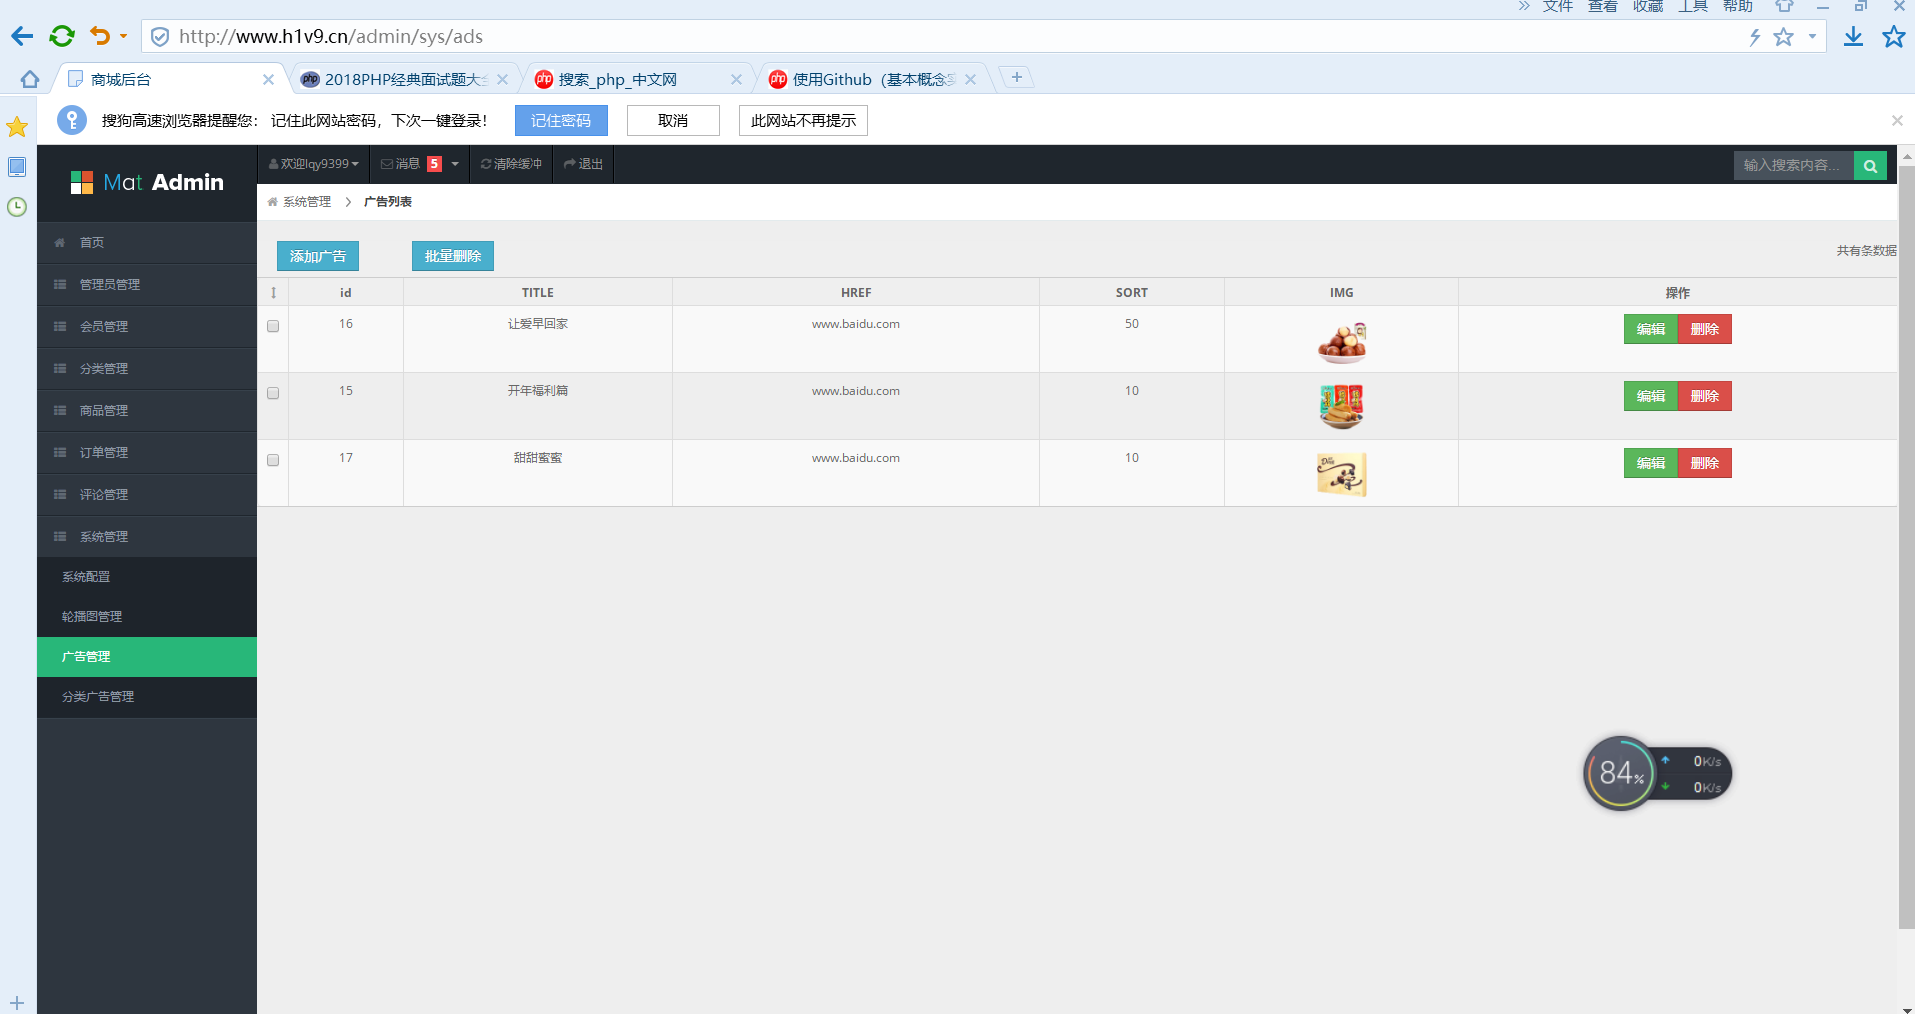 » 文件 查看 收藏 工具 帮助
http://www.h1v9.cn/admin/sys/ads
商城后台 2018PHP经典面试题大全 搜索_php_中文网 使用Github（基本概念
搜狗高速浏览器提醒您： 记住此网站密码，下次一键登录！ 记住密码 取消 此网站不再提示
Mat Admin
欢迎lqy9399 消息 5 清除缓冲 退出 输入搜索内容...
系统管理 > 广告列表
首页
管理员管理
会员管理
分类管理
商品管理
订单管理
评论管理
系统管理
系统配置
轮播图管理
广告管理
分类广告管理
添加广告 批量删除 共有条数据
id TITLE HREF SORT IMG 操作
16 让爱早回家 www.baidu.com 50 编辑 删除
15 开年福利篇 www.baidu.com 10 编辑 删除
17 甜甜蜜蜜 www.baidu.com 10 编辑 删除
84% 0K/s
0K/s